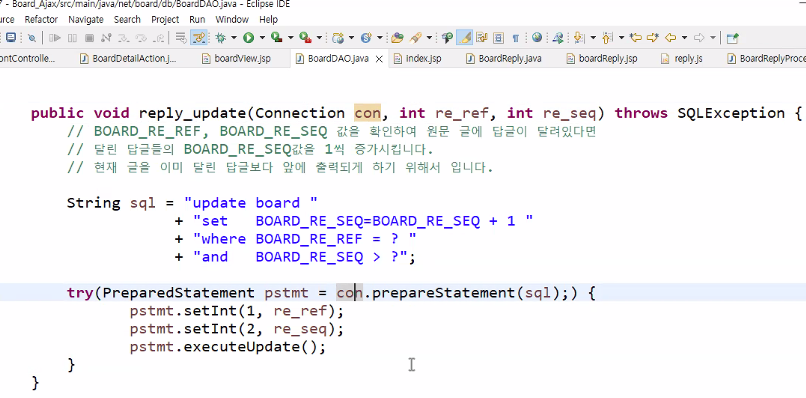 7 - Board_Ajax/src/main/java/net/board/db/BoardDAO.java - Eclipse IDE
urce Refactor Navigate Search Project Run Window Help
ontControlle... BoardDetailAction.j... boardView.jsp BoardDAO.java index.jsp BoardReply.java boardReply.jsp reply.js BoardReplyProce
public void reply_update(Connection con, int re_ref, int re_seq) throws SQLException {
// BOARD_RE_REF, BOARD_RE_SEQ 값을 확인하여 원문 글에 답글이 달려있다면
// 달린 답글들의 BOARD_RE_SEQ값을 1씩 증가시킵니다.
// 현재 글을 이미 달린 답글보다 앞에 출력되게 하기 위해서 입니다.
String sql = "update board "
+ "set   BOARD_RE_SEQ=BOARD_RE_SEQ + 1 "
+ "where BOARD_RE_REF = ? "
+ "and   BOARD_RE_SEQ > ?";
try(PreparedStatement pstmt = con.prepareStatement(sql);) {
pstmt.setInt(1, re_ref);
pstmt.setInt(2, re_seq);
pstmt.executeUpdate();
}
}